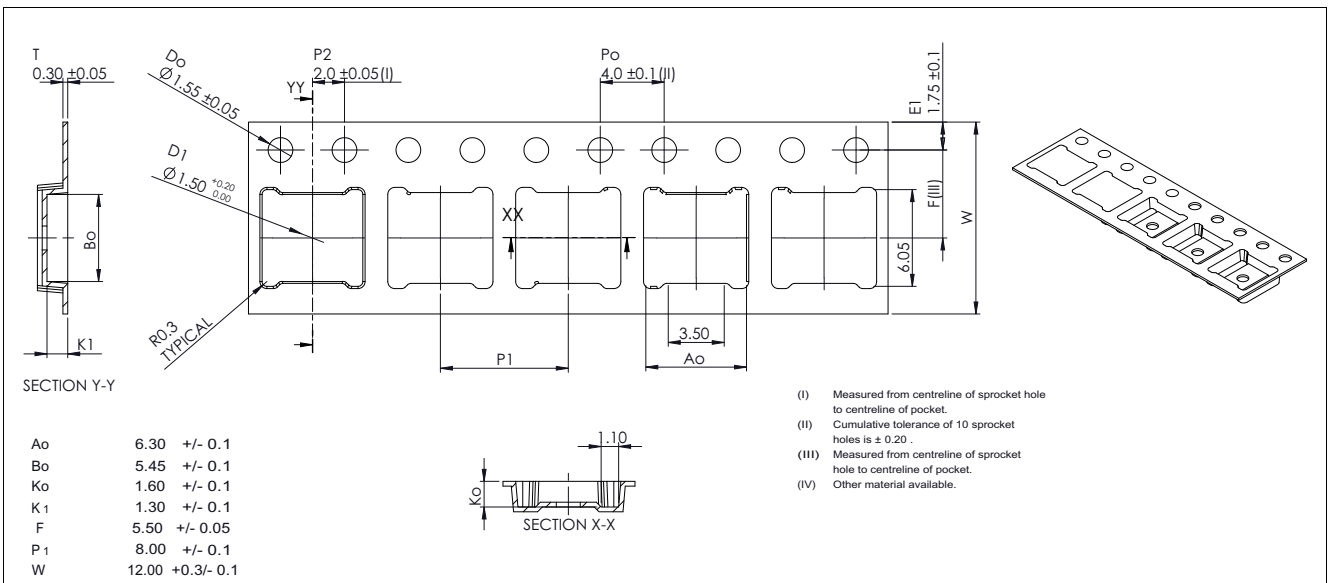 T
0.30 ±0.05
Do
Ø1.55 ±0.05
P2
2.0 ±0.05(I)
YY
Po
4.0 ±0.1(II)
E1
1.75 ±0.1
D1
Ø1.50 +0.20 0.00
XX
F(III)
W
Bo
6.05
R0.3
TYPICAL
K1
3.50
P1
Ao
SECTION Y-Y
Ao 6.30 +/- 0.1
Bo 5.45 +/- 0.1
Ko 1.60 +/- 0.1
K1 1.30 +/- 0.1
F 5.50 +/- 0.05
P1 8.00 +/- 0.1
W 12.00 +0.3/- 0.1
1.10
Ko
SECTION X-X
(I) Measured from centreline of sprocket hole
to centreline of pocket.
(II) Cumulative tolerance of 10 sprocket
holes is ± 0.20 .
(III) Measured from centreline of sprocket
hole to centreline of pocket.
(IV) Other material available.